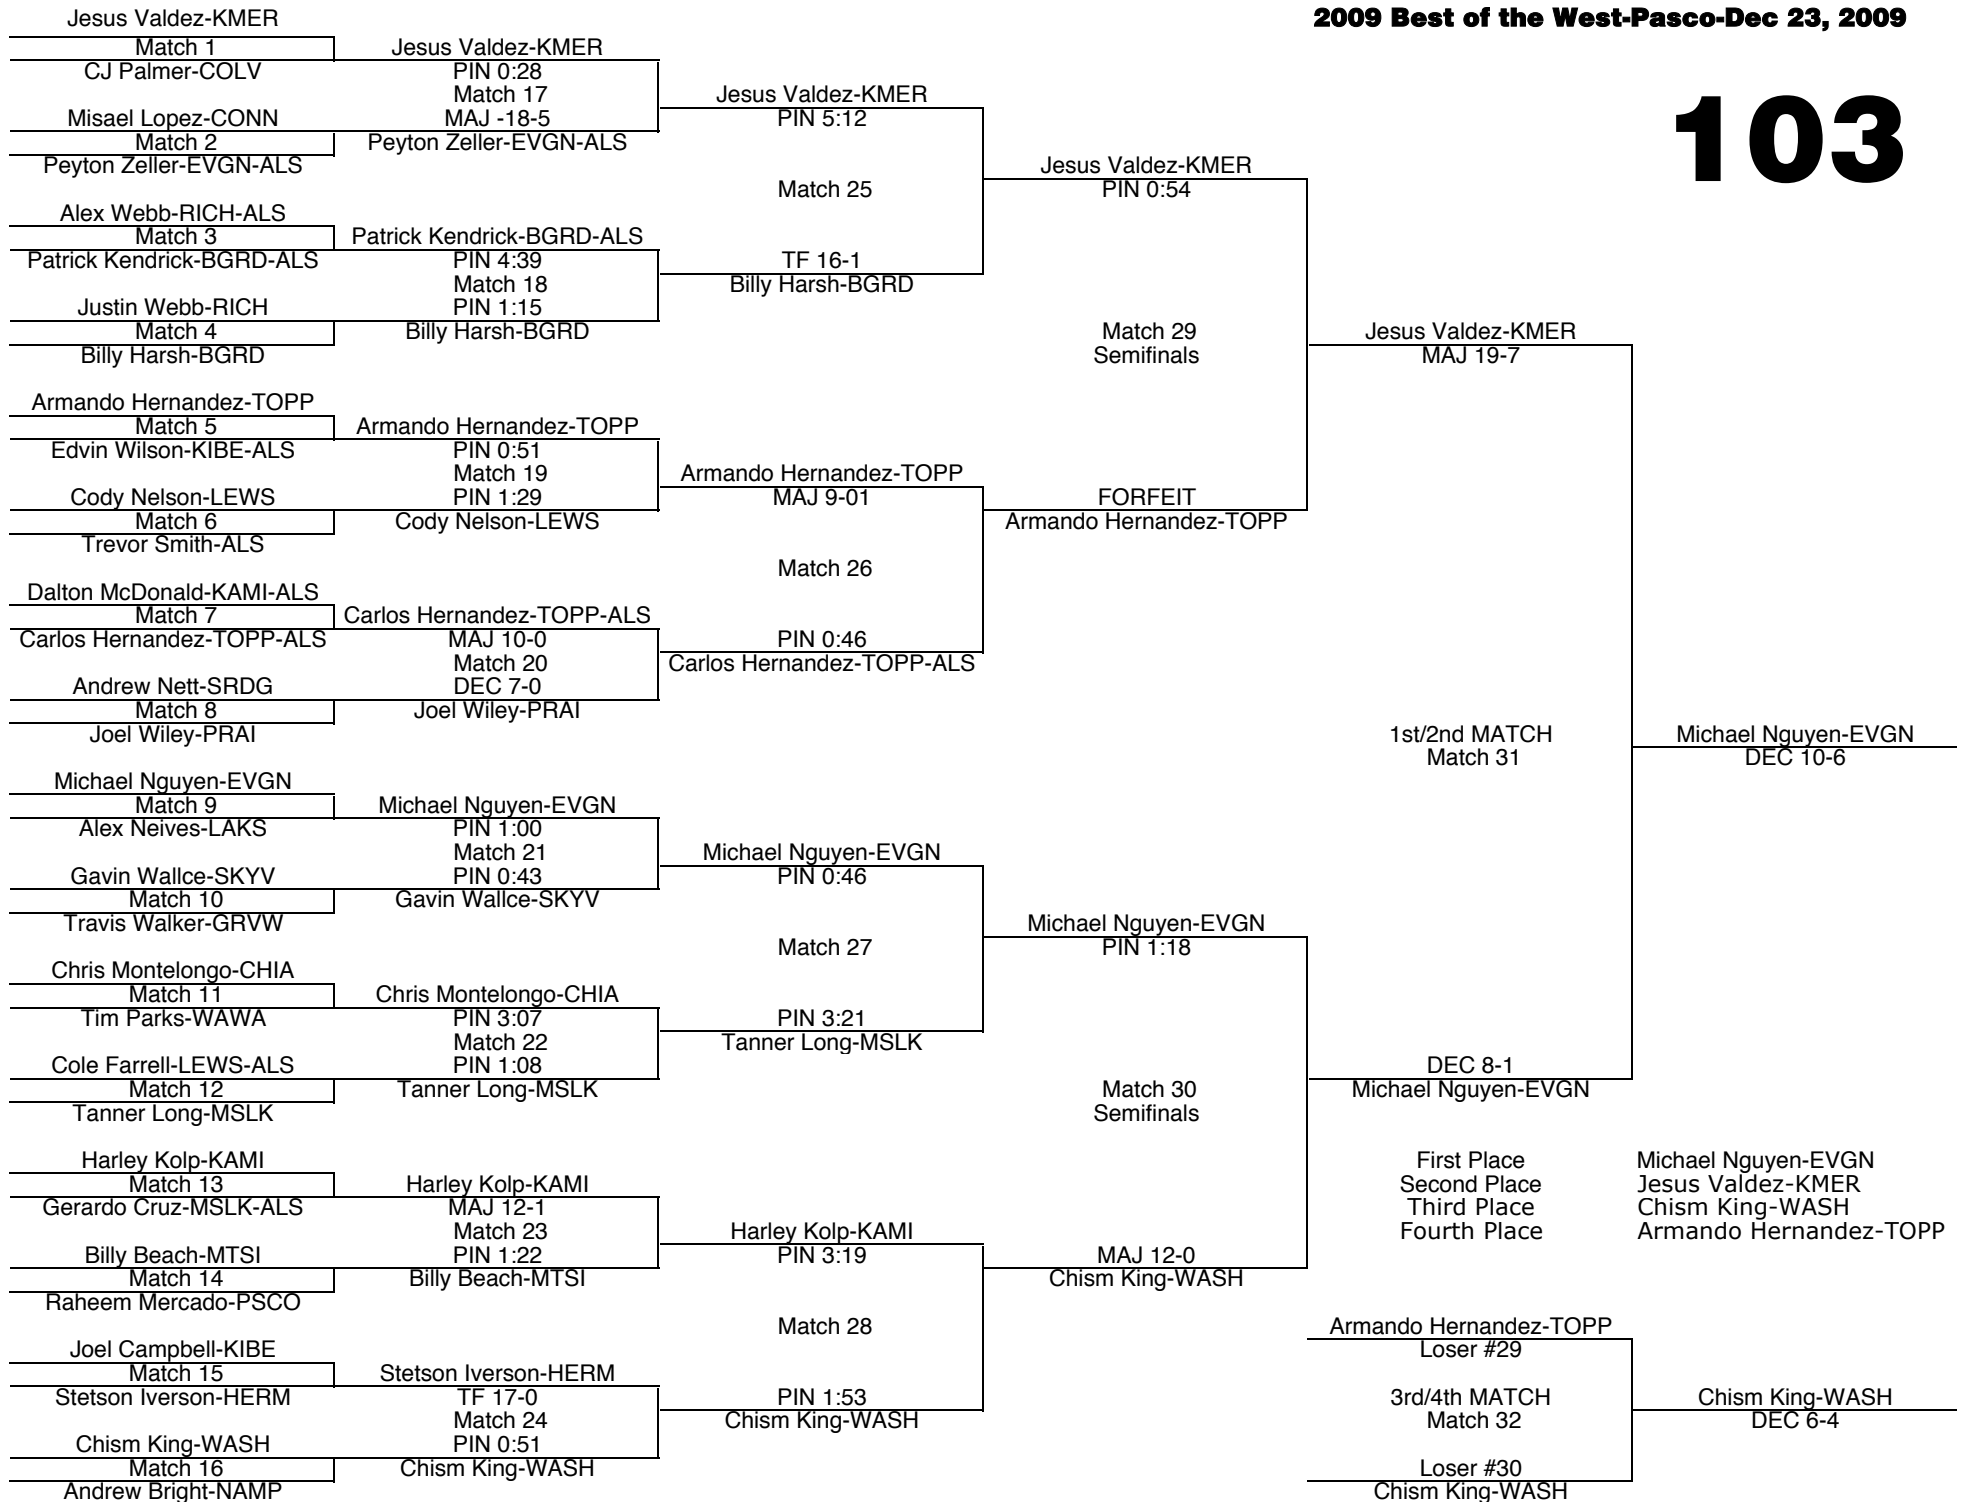 2009 Best of the West-Pasco-Dec 23, 2009
103
Jesus Valdez-KMER
Match 1
CJ Palmer-COLV
Misael Lopez-CONN
Match 2
Peyton Zeller-EVGN-ALS
Alex Webb-RICH-ALS
Match 3
Patrick Kendrick-BGRD-ALS
Justin Webb-RICH
Match 4
Billy Harsh-BGRD
Armando Hernandez-TOPP
Match 5
Edvin Wilson-KIBE-ALS
Cody Nelson-LEWS
Match 6
Trevor Smith-ALS
Dalton McDonald-KAMI-ALS
Match 7
Carlos Hernandez-TOPP-ALS
Andrew Nett-SRDG
Match 8
Joel Wiley-PRAI
Michael Nguyen-EVGN
Match 9
Alex Neives-LAKS
Gavin Wallce-SKYV
Match 10
Travis Walker-GRVW
Chris Montelongo-CHIA
Match 11
Tim Parks-WAWA
Cole Farrell-LEWS-ALS
Match 12
Tanner Long-MSLK
Harley Kolp-KAMI
Match 13
Gerardo Cruz-MSLK-ALS
Billy Beach-MTSI
Match 14
Raheem Mercado-PSCO
Joel Campbell-KIBE
Match 15
Stetson Iverson-HERM
Chism King-WASH
Match 16
Andrew Bright-NAMP
Jesus Valdez-KMER
PIN 0:28
Match 17
MAJ -18-5
Peyton Zeller-EVGN-ALS
Patrick Kendrick-BGRD-ALS
PIN 4:39
Match 18
PIN 1:15
Billy Harsh-BGRD
Armando Hernandez-TOPP
PIN 0:51
Match 19
PIN 1:29
Cody Nelson-LEWS
Carlos Hernandez-TOPP-ALS
MAJ 10-0
Match 20
DEC 7-0
Joel Wiley-PRAI
Michael Nguyen-EVGN
PIN 1:00
Match 21
PIN 0:43
Gavin Wallce-SKYV
Chris Montelongo-CHIA
PIN 3:07
Match 22
PIN 1:08
Tanner Long-MSLK
Harley Kolp-KAMI
MAJ 12-1
Match 23
PIN 1:22
Billy Beach-MTSI
Stetson Iverson-HERM
TF 17-0
Match 24
PIN 0:51
Chism King-WASH
Jesus Valdez-KMER
PIN 5:12
Match 25
TF 16-1
Billy Harsh-BGRD
Armando Hernandez-TOPP
MAJ 9-01
Match 26
PIN 0:46
Carlos Hernandez-TOPP-ALS
Michael Nguyen-EVGN
PIN 0:46
Match 27
PIN 3:21
Tanner Long-MSLK
Harley Kolp-KAMI
PIN 3:19
Match 28
PIN 1:53
Chism King-WASH
Jesus Valdez-KMER
PIN 0:54
Match 29
Semifinals
FORFEIT
Armando Hernandez-TOPP
Michael Nguyen-EVGN
PIN 1:18
Match 30
Semifinals
MAJ 12-0
Chism King-WASH
Jesus Valdez-KMER
MAJ 19-7
1st/2nd MATCH
Match 31
DEC 8-1
Michael Nguyen-EVGN
Michael Nguyen-EVGN
DEC 10-6
First Place Michael Nguyen-EVGN
Second Place Jesus Valdez-KMER
Third Place Chism King-WASH
Fourth Place Armando Hernandez-TOPP
Armando Hernandez-TOPP
Loser #29
3rd/4th MATCH
Match 32
Loser #30
Chism King-WASH
Chism King-WASH
DEC 6-4